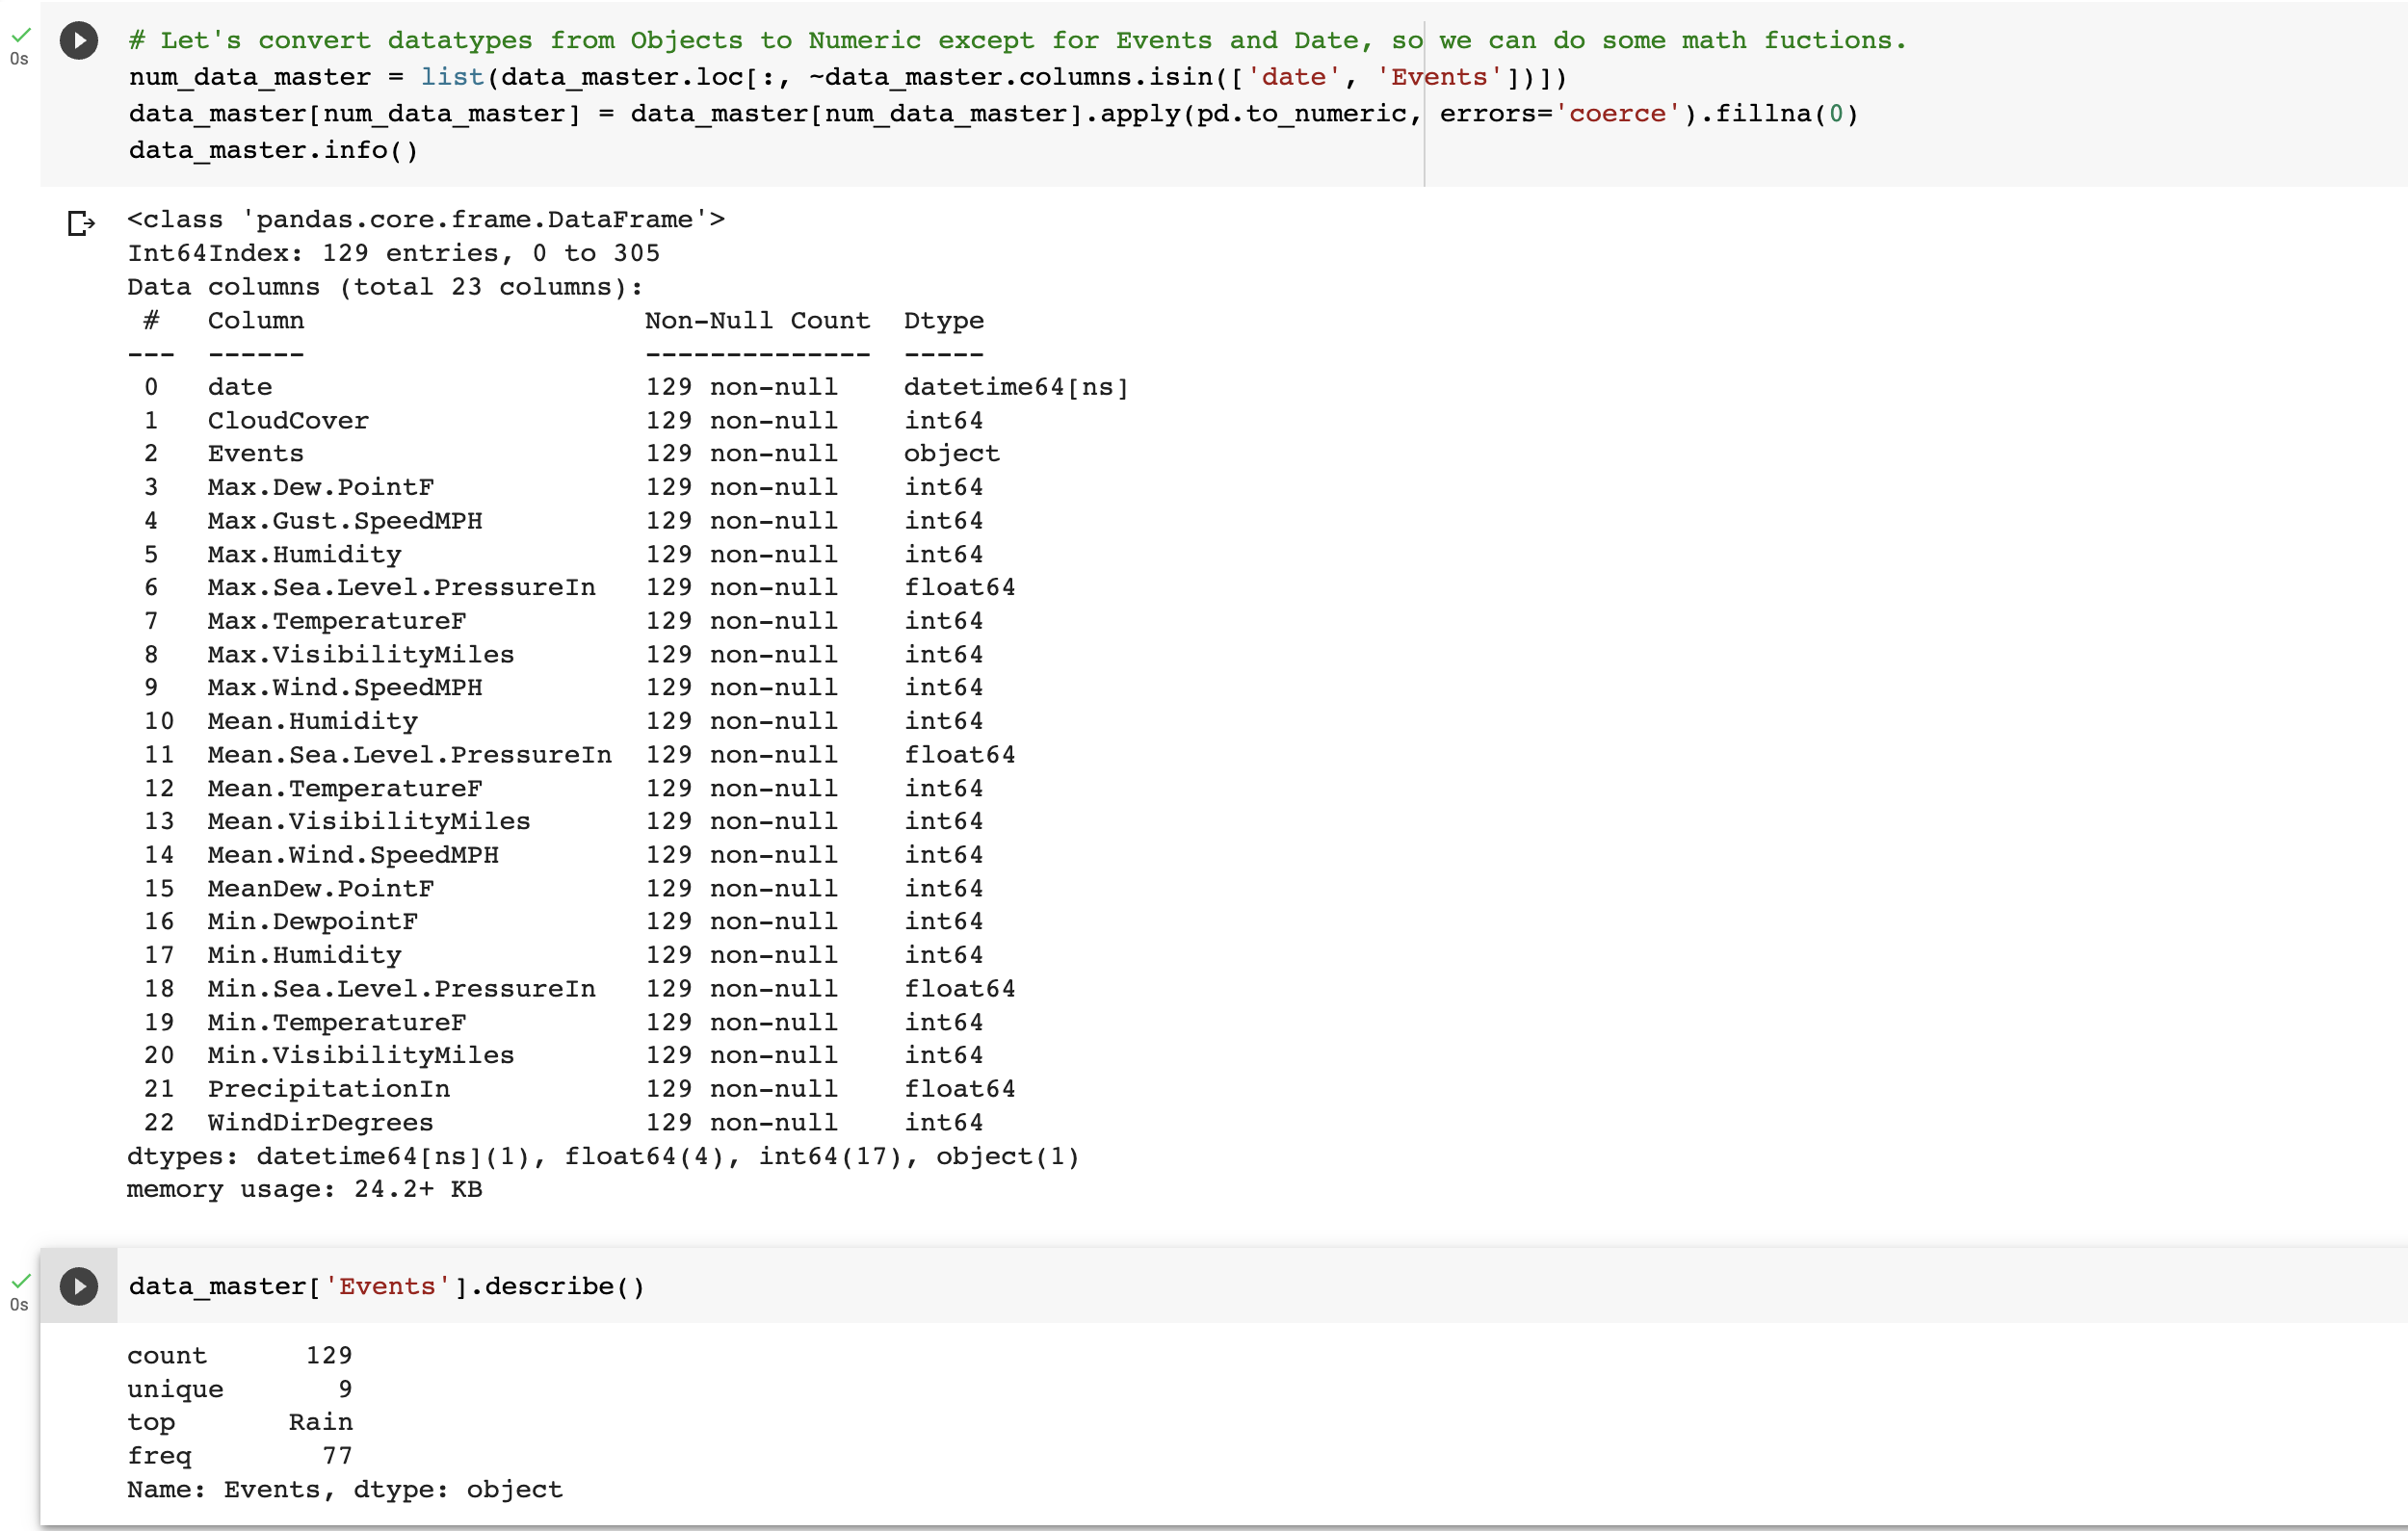 0s
# Let's convert datatypes from Objects to Numeric except for Events and Date, so we can do some math fuctions.
num_data_master = list(data_master.loc[:, ~data_master.columns.isin(['date', 'Events'])])
data_master[num_data_master] = data_master[num_data_master].apply(pd.to_numeric, errors='coerce').fillna(0)
data_master.info()
<class 'pandas.core.frame.DataFrame'>
Int64Index: 129 entries, 0 to 305
Data columns (total 23 columns):
 #   Column                     Non-Null Count  Dtype
---  ------                     --------------  -----
 0   date                       129 non-null    datetime64[ns]
 1   CloudCover                 129 non-null    int64
 2   Events                     129 non-null    object
 3   Max.Dew.PointF             129 non-null    int64
 4   Max.Gust.SpeedMPH          129 non-null    int64
 5   Max.Humidity               129 non-null    int64
 6   Max.Sea.Level.PressureIn   129 non-null    float64
 7   Max.TemperatureF           129 non-null    int64
 8   Max.VisibilityMiles        129 non-null    int64
 9   Max.Wind.SpeedMPH          129 non-null    int64
 10  Mean.Humidity              129 non-null    int64
 11  Mean.Sea.Level.PressureIn  129 non-null    float64
 12  Mean.TemperatureF          129 non-null    int64
 13  Mean.VisibilityMiles       129 non-null    int64
 14  Mean.Wind.SpeedMPH         129 non-null    int64
 15  MeanDew.PointF             129 non-null    int64
 16  Min.DewpointF              129 non-null    int64
 17  Min.Humidity               129 non-null    int64
 18  Min.Sea.Level.PressureIn   129 non-null    float64
 19  Min.TemperatureF           129 non-null    int64
 20  Min.VisibilityMiles        129 non-null    int64
 21  PrecipitationIn            129 non-null    float64
 22  WindDirDegrees             129 non-null    int64
dtypes: datetime64[ns](1), float64(4), int64(17), object(1)
memory usage: 24.2+ KB
0s
data_master['Events'].describe()
count      129
unique       9
top       Rain
freq        77
Name: Events, dtype: object